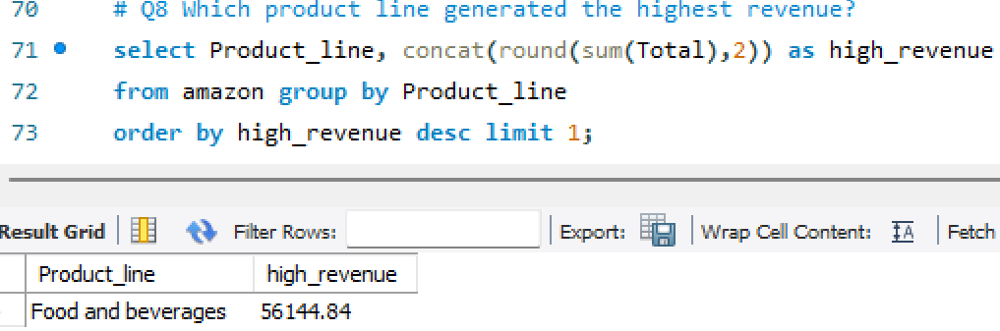 70 # Q8 Which product line generated the highest revenue?
71 select Product_line, concat(round(sum(Total),2)) as high_revenue
72 from amazon group by Product_line
73 order by high_revenue desc limit 1;
Result Grid Filter Rows: Export: Wrap Cell Content: IA Fetch
Product_line high_revenue
Food and beverages 56144.84